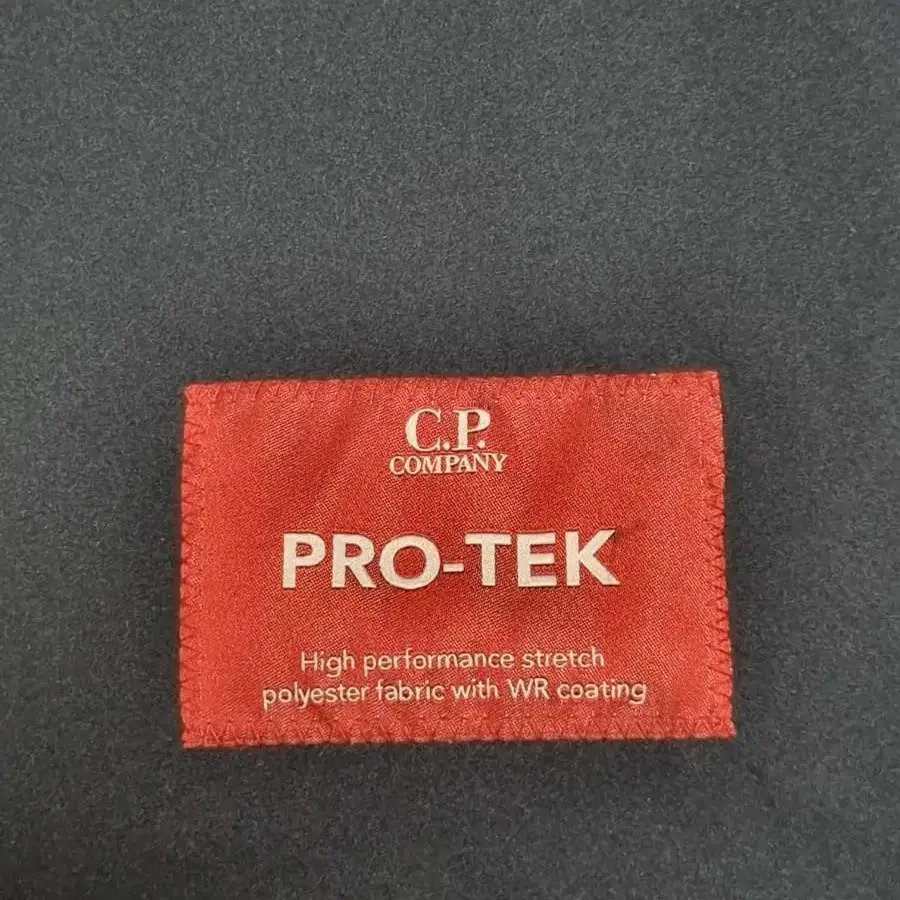 C.P.
COMPANY
PRO-TEK
High performance stretch
polyester fabric with WR coating